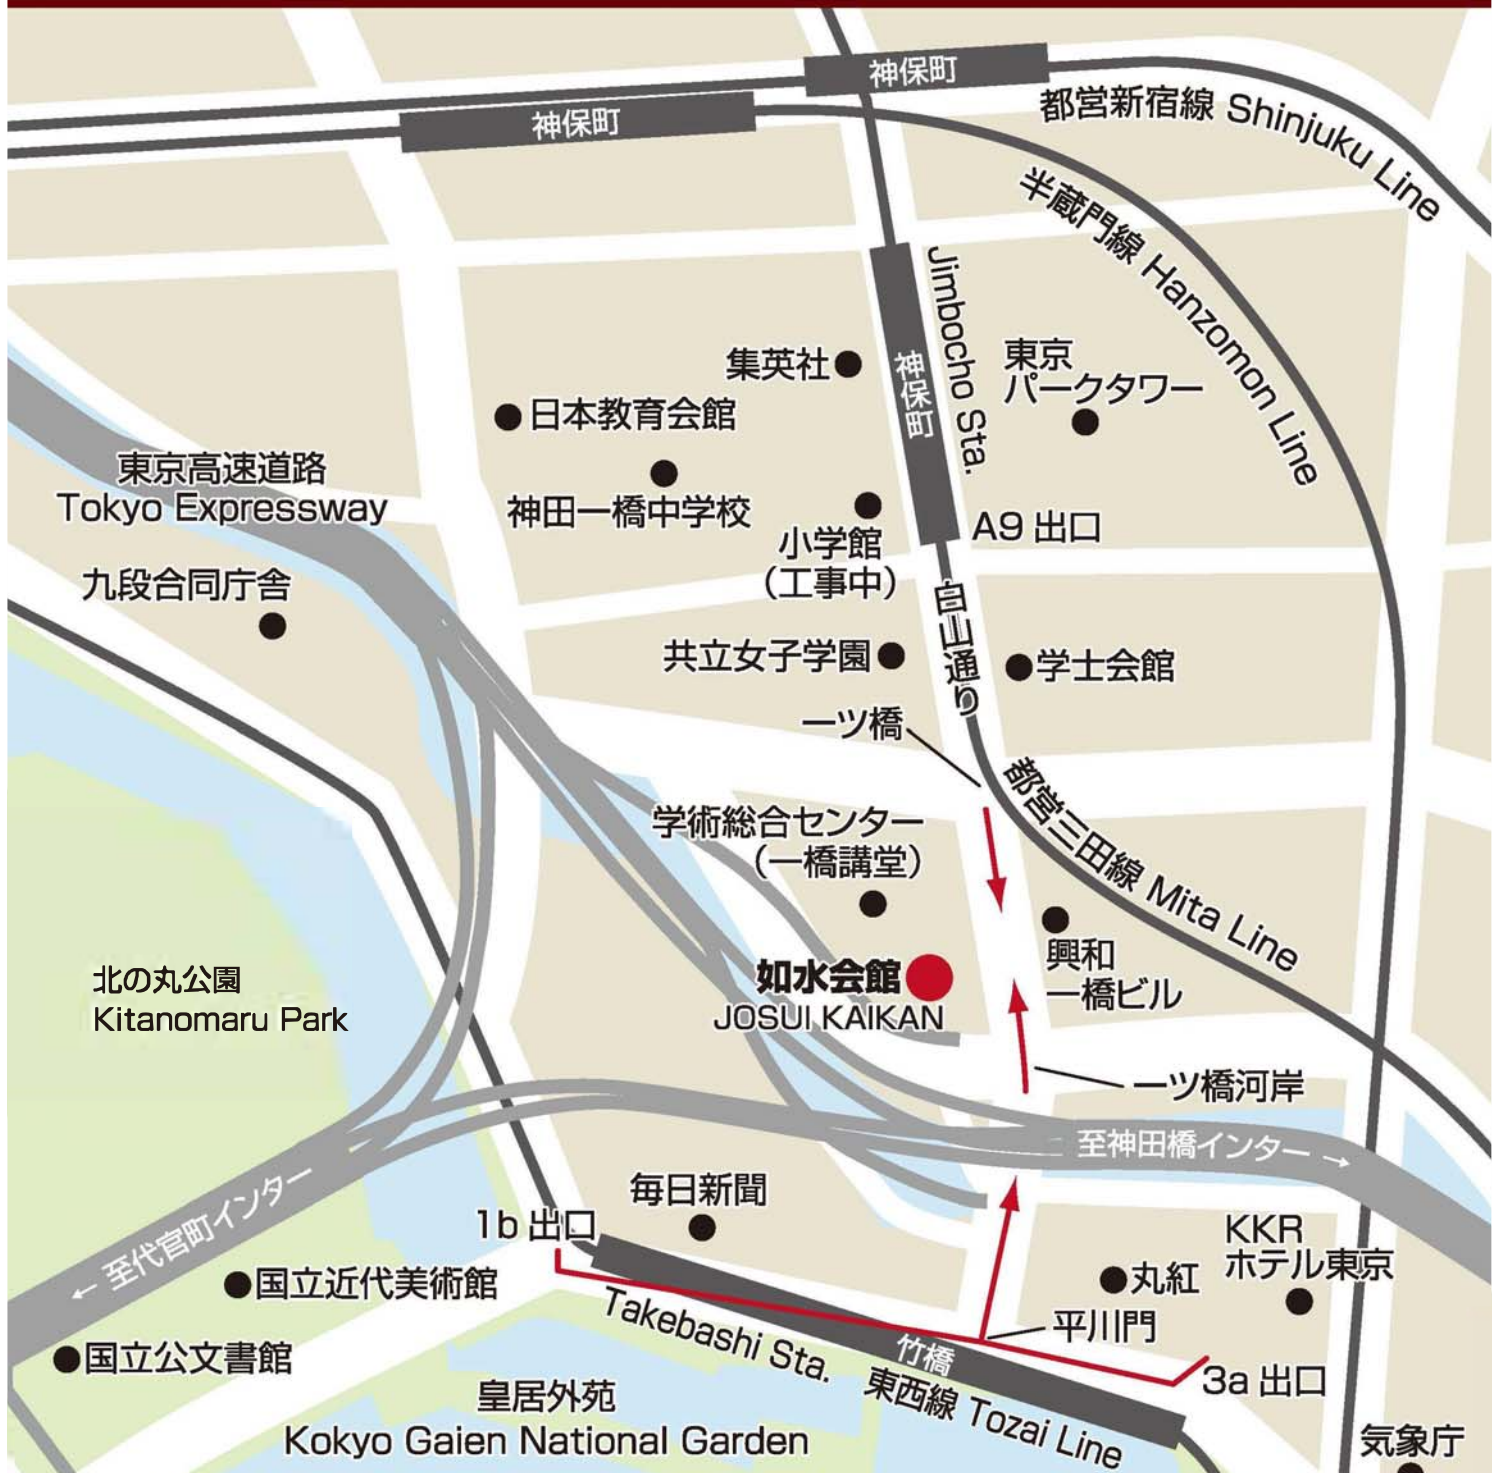 神保町
都営新宿線 Shinjuku Line
神保町
半蔵門線 Hanzomon Line
神保町
Jimbocho Sta.
集英社
東京
パークタワー
日本教育会館
東京高速道路
Tokyo Expressway
神田一橋中学校
小学館
（工事中）
A9 出口
九段合同庁舎
白山通り
共立女子学園
学士会館
一ツ橋
都営三田線 Mita Line
学術総合センター
（一橋講堂）
興和
一橋ビル
如水会館
JOSUI KAIKAN
北の丸公園
Kitanomaru Park
一ツ橋河岸
至神田橋インター →
毎日新聞
1b 出口
← 至代官町インター
KKR
ホテル東京
丸紅
国立近代美術館
平川門
国立公文書館
Takebashi Sta.
竹橋
3a 出口
東西線 Tozai Line
皇居外苑
Kokyo Gaien National Garden
気象庁